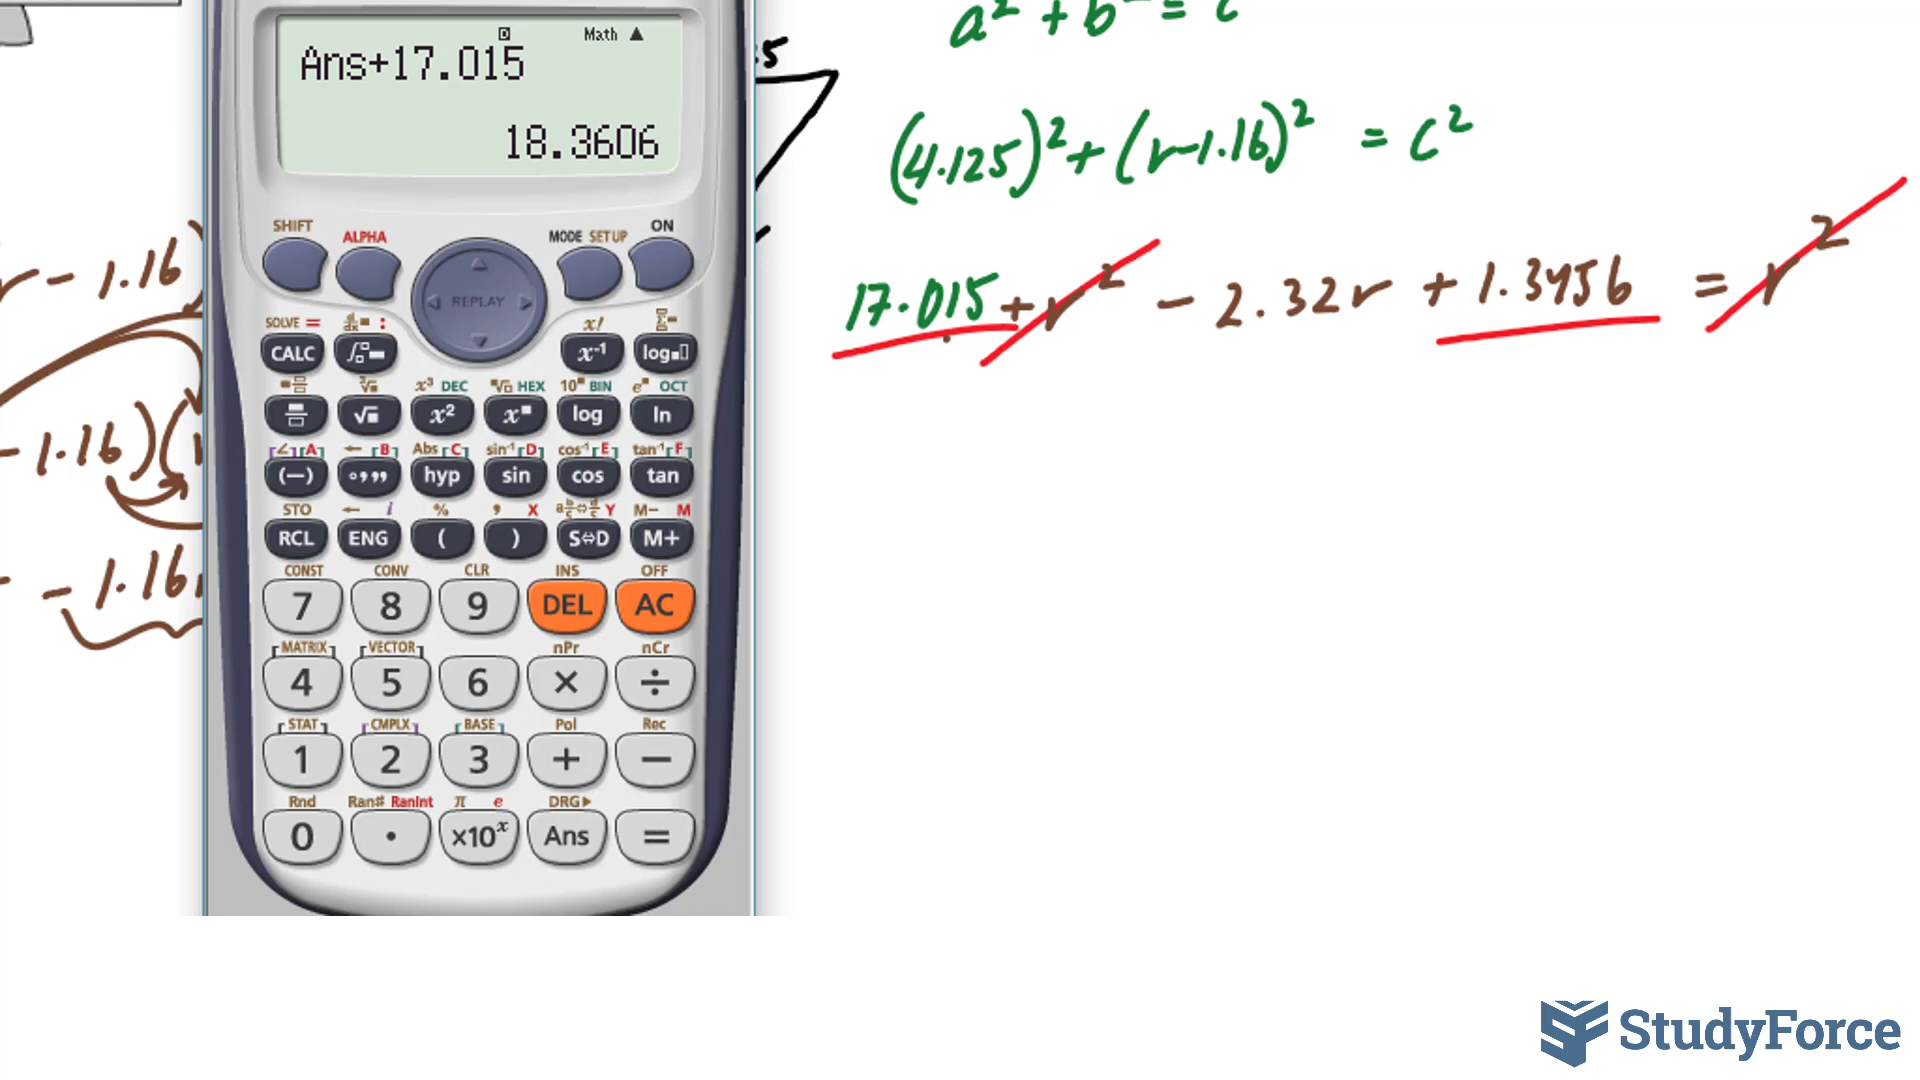 a² + b² = c
.5
(4.125)² + (r-1.16)² = c²
17.015 + r² - 2.32r + 1.3456 = r²
r - 1.16)
- 1.16)(
- 1.16r
Math ▲
Ans+17.015
18.3606
SHIFT ALPHA MODE SETUP ON
REPLAY
SOLVE = d/dx= : x! Σ=
CALC ∫ x⁻¹ log
x³ DEC ˣ√ HEX 10ˣ BIN eˣ OCT
√ x² x log ln
∠ A ← B Abs C sin⁻¹ D cos⁻¹ E tan⁻¹ F
(−) °,,, hyp sin cos tan
STO ← i % , X a b/c⇔d/c Y M− M
RCL ENG ( ) S⇔D M+
CONST CONV CLR INS OFF
7 8 9 DEL AC
MATRIX VECTOR nPr nCr
4 5 6 × ÷
STAT CMPLX BASE Pol Rec
1 2 3 + −
Rnd Ran# RanInt π e DRG▶
0 . ×10ˣ Ans =
StudyForce